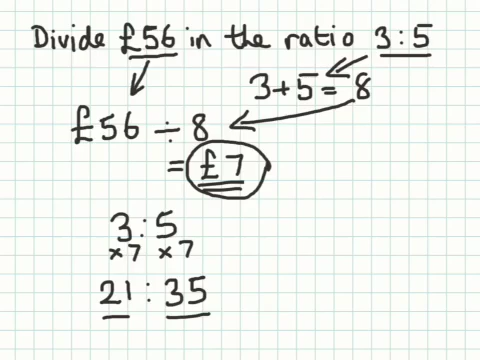 Divide £56 in the ratio 3:5
3+5=8
£56 ÷ 8
= £7
3:5
×7 ×7
21 : 35